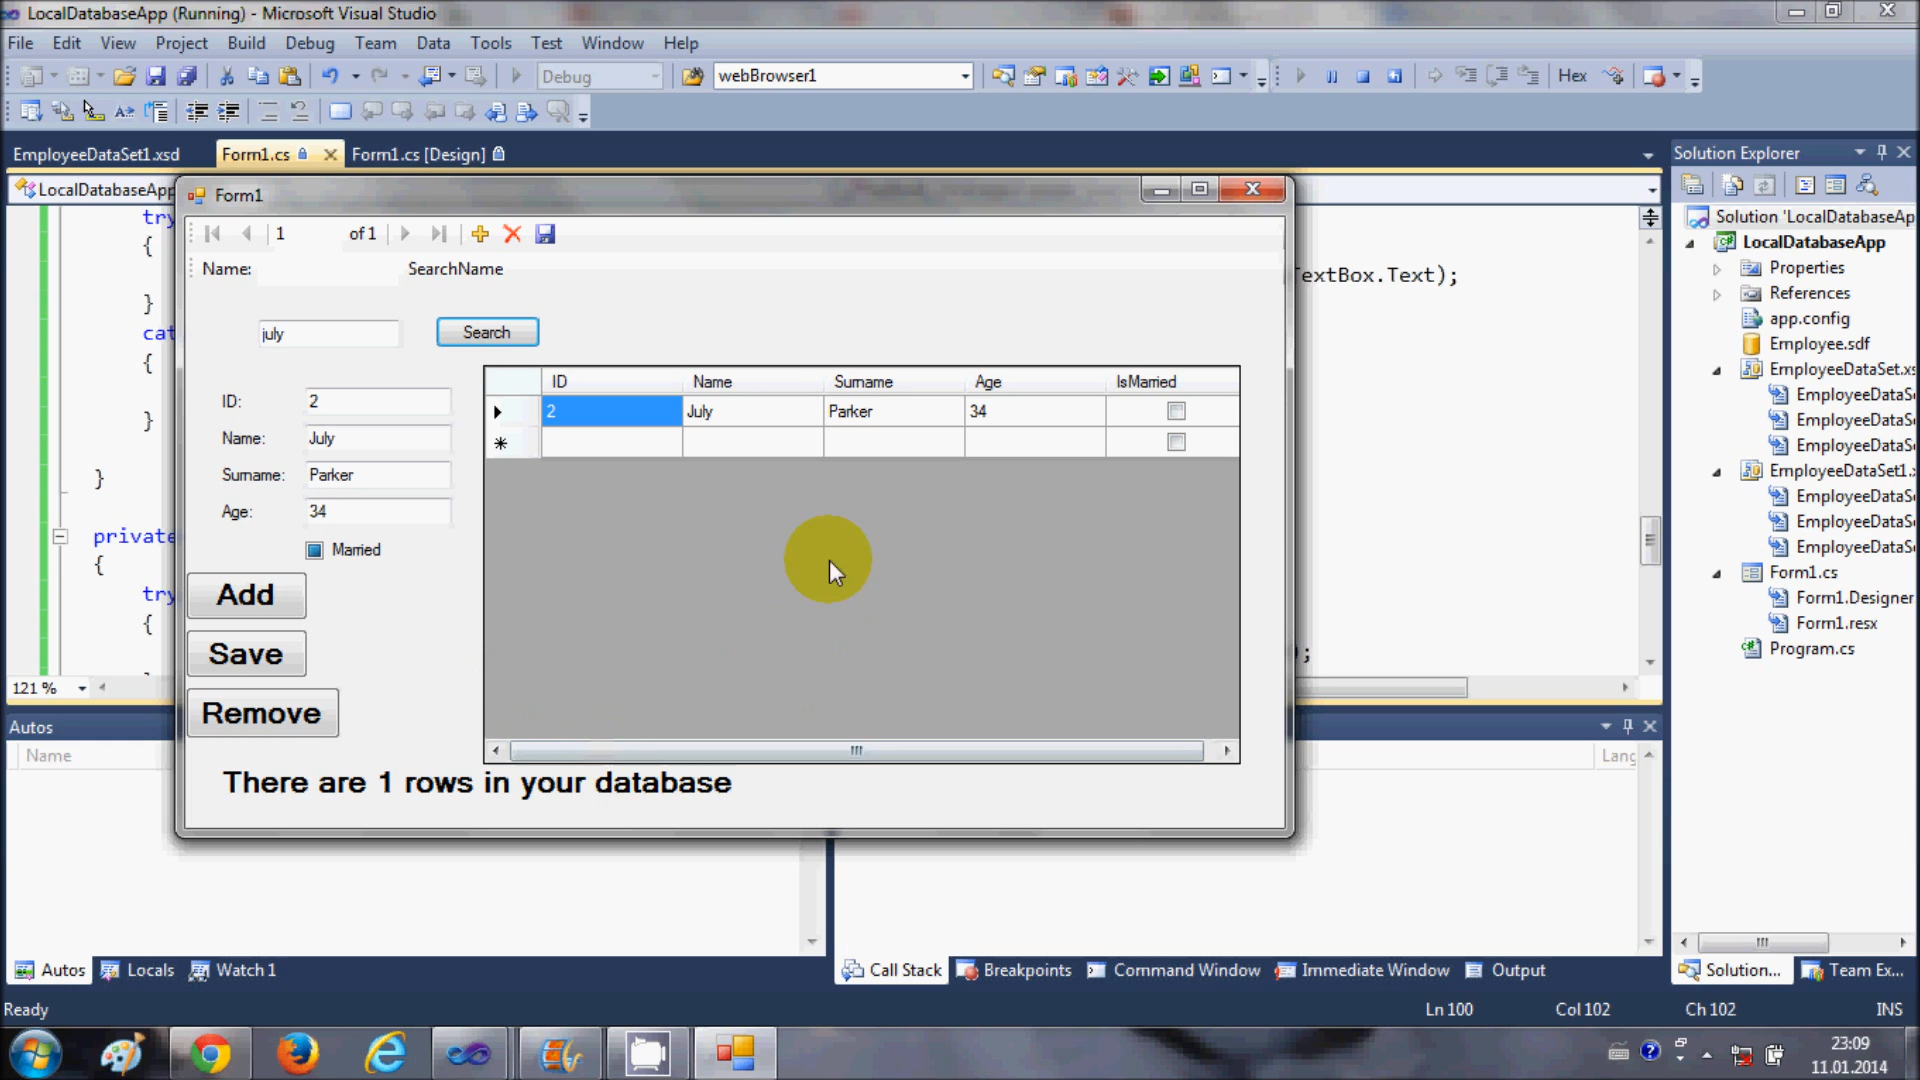 LocalDatabaseApp (Running) - Microsoft Visual Studio
File Edit View Project Build Debug Team Data Tools Test Window Help
Debug webBrowser1 Hex
EmployeeDataSet1.xsd Form1.cs Form1.cs [Design] Solution Explorer
LocalDatabaseApp
Form1
1 of 1
Name: SearchName
july Search
ID Name Surname Age IsMarried
2 July Parker 34
ID: 2
Name: July
Surname: Parker
Age: 34
Married
Add
Save
Remove
There are 1 rows in your database
try
{
}
cat
{
}
}
private
{
try
{
TextBox.Text);
);
121 %
Solution 'LocalDatabaseAp
LocalDatabaseApp
Properties
References
app.config
Employee.sdf
EmployeeDataSet.xs
EmployeeDataS
EmployeeDataS
EmployeeDataS
EmployeeDataSet1.x
EmployeeDataS
EmployeeDataS
EmployeeDataS
Form1.cs
Form1.Designer
Form1.resx
Program.cs
Autos
Name Lang
Autos Locals Watch 1 Call Stack Breakpoints Command Window Immediate Window Output Solution... Team Ex...
Ready Ln 100 Col 102 Ch 102 INS
23:09
11.01.2014